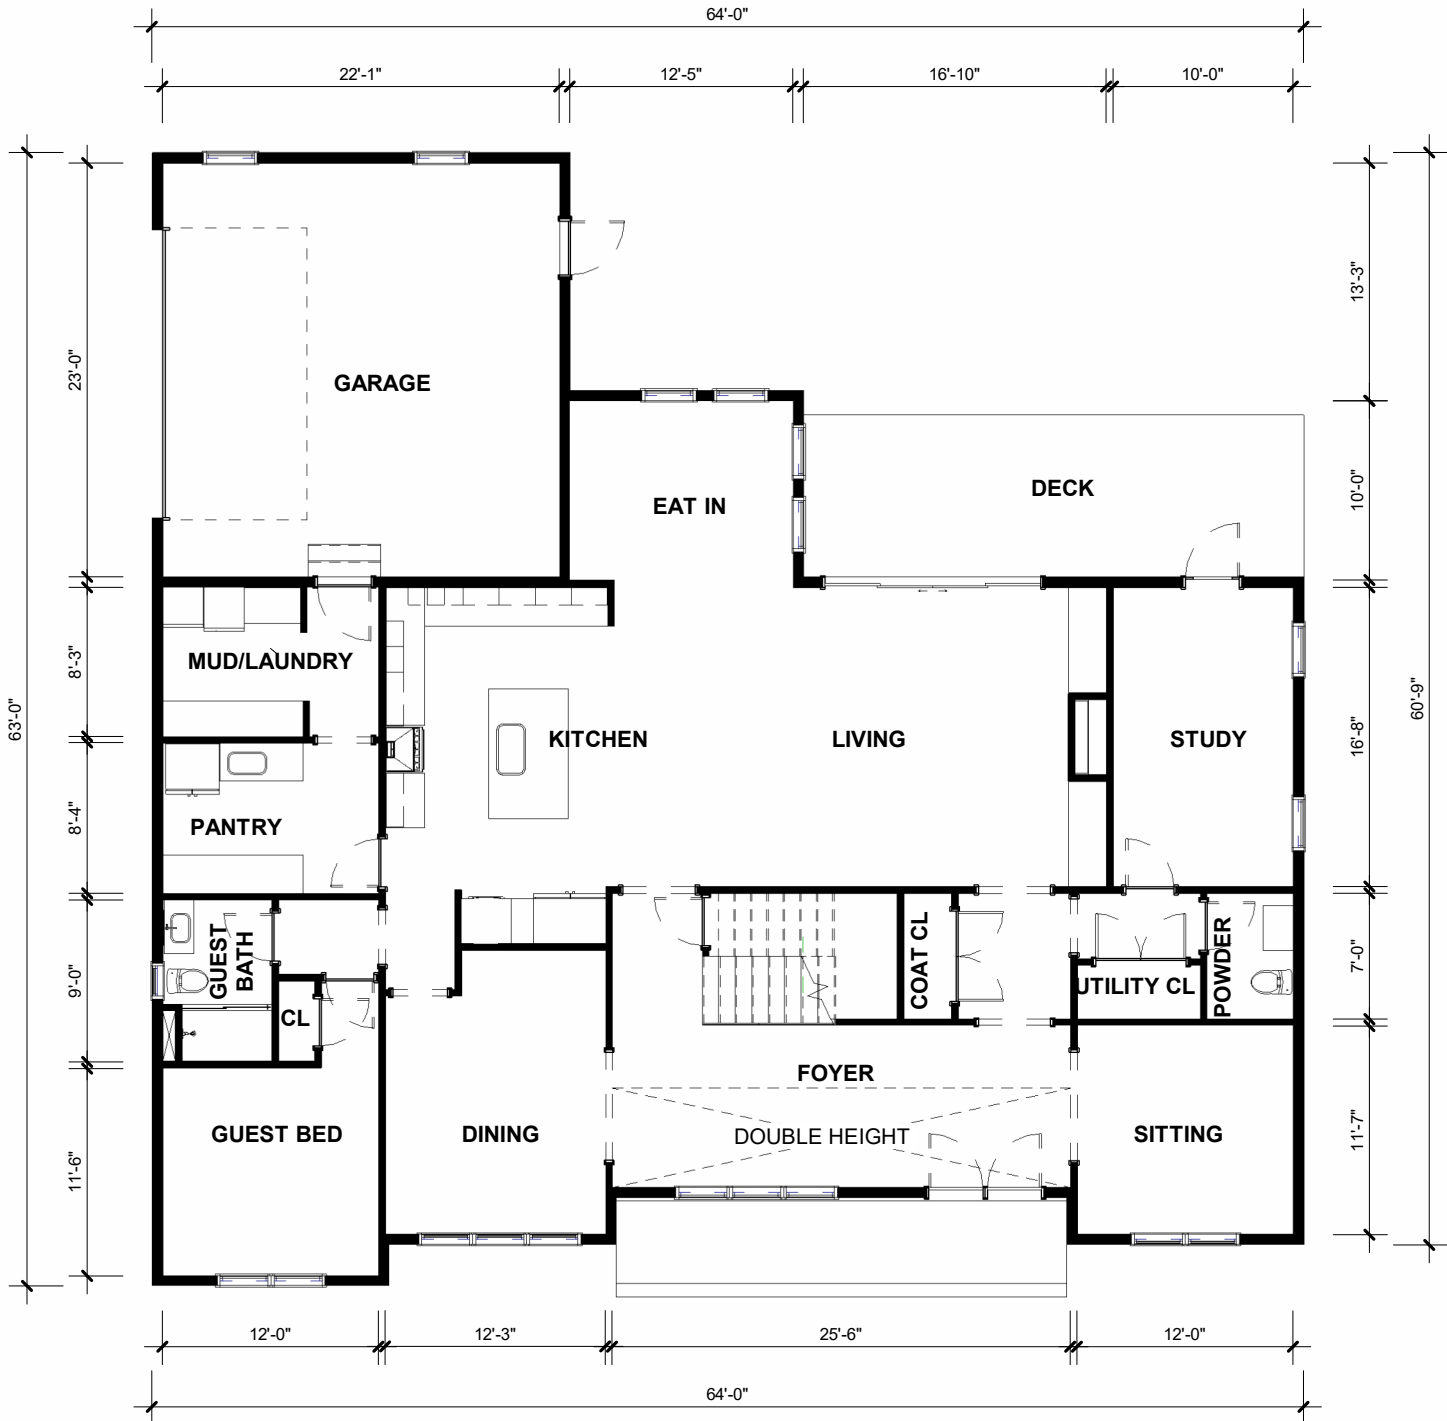 64'-0"
22'-1"
12'-5"
16'-10"
10'-0"
63'-0"
23'-0"
8'-3"
8'-4"
9'-0"
11'-6"
13'-3"
10'-0"
16'-8"
7'-0"
11'-7"
60'-9"
GARAGE
EAT IN
DECK
MUD/LAUNDRY
KITCHEN
LIVING
STUDY
PANTRY
GUEST
BATH
CL
COAT CL
UTILITY CL
POWDER
FOYER
DOUBLE HEIGHT
GUEST BED
DINING
SITTING
12'-0"
12'-3"
25'-6"
12'-0"
64'-0"